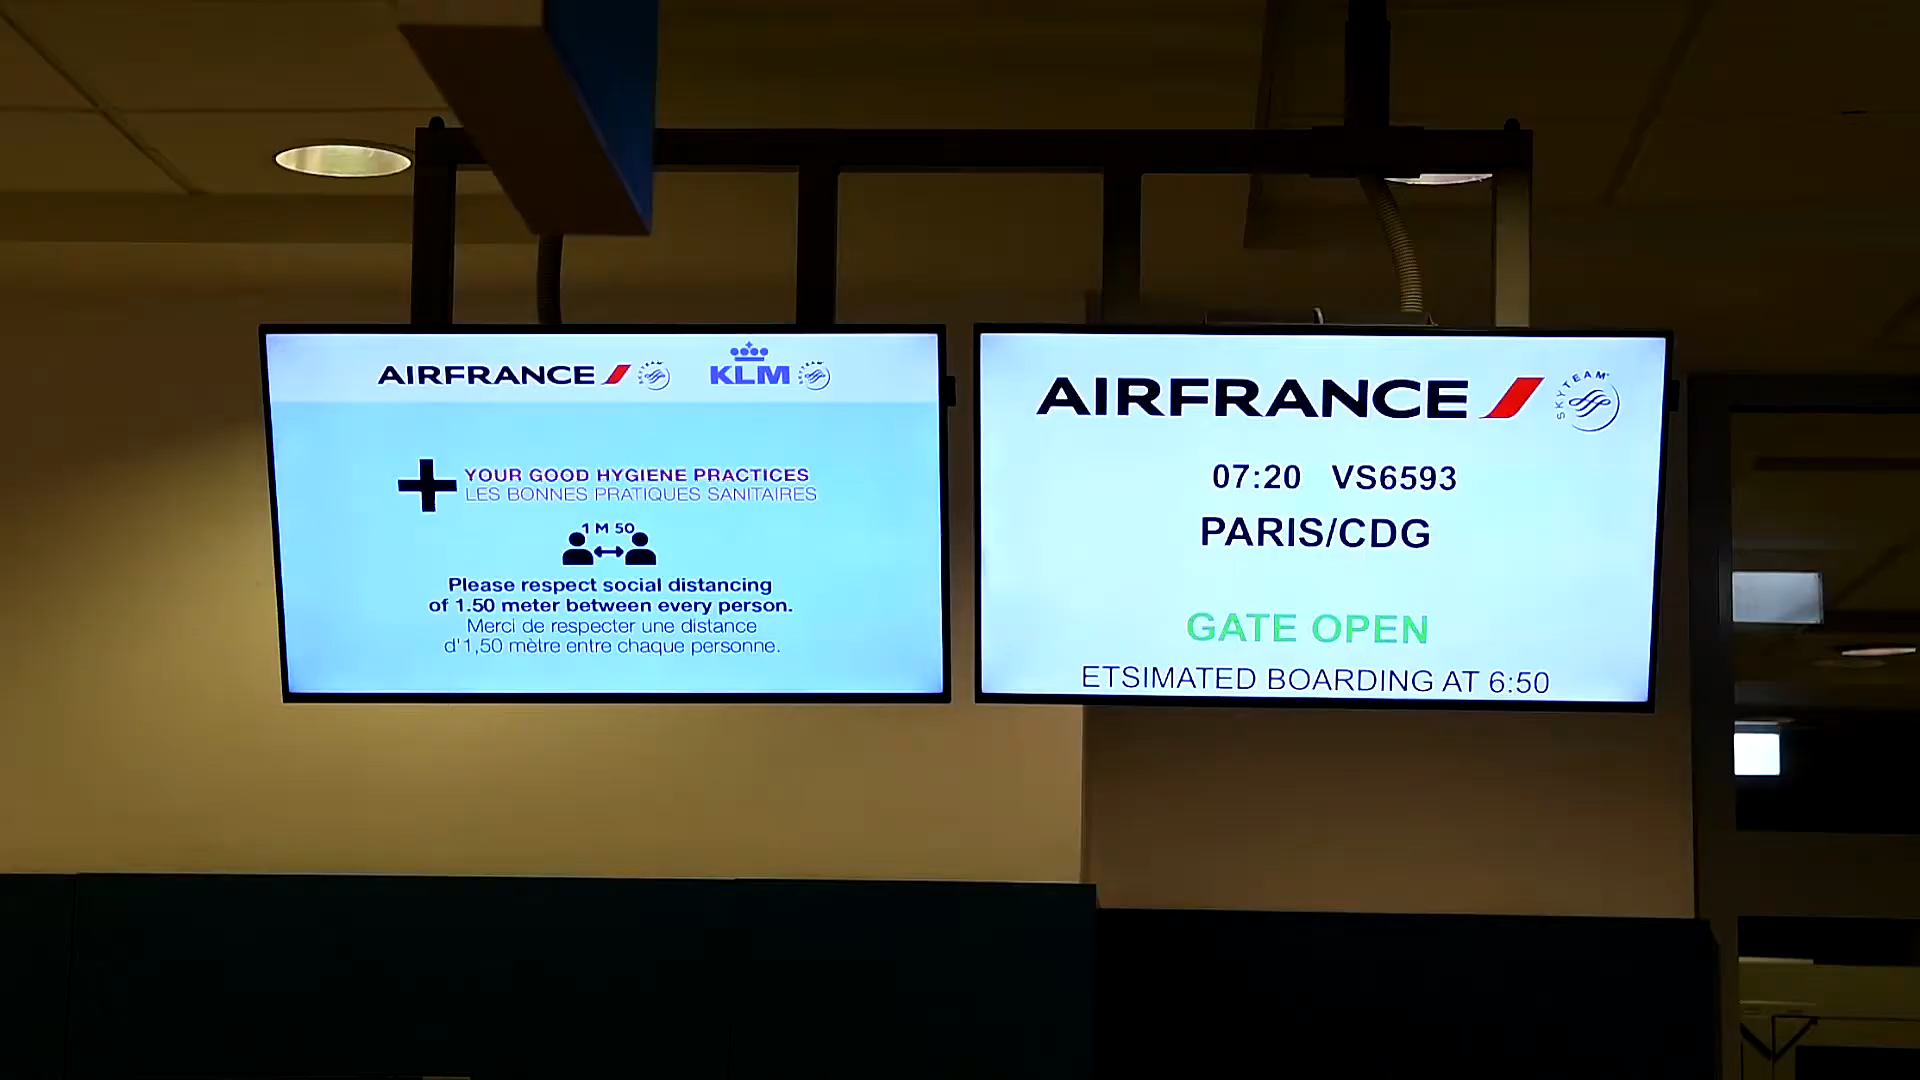 AIRFRANCE
KLM
YOUR GOOD HYGIENE PRACTICES
LES BONNES PRATIQUES SANITAIRES
1 M 50
Please respect social distancing
of 1.50 meter between every person.
Merci de respecter une distance
d'1,50 mètre entre chaque personne.
AIRFRANCE SKYTEAM
07:20 VS6593
PARIS/CDG
GATE OPEN
ETSIMATED BOARDING AT 6:50